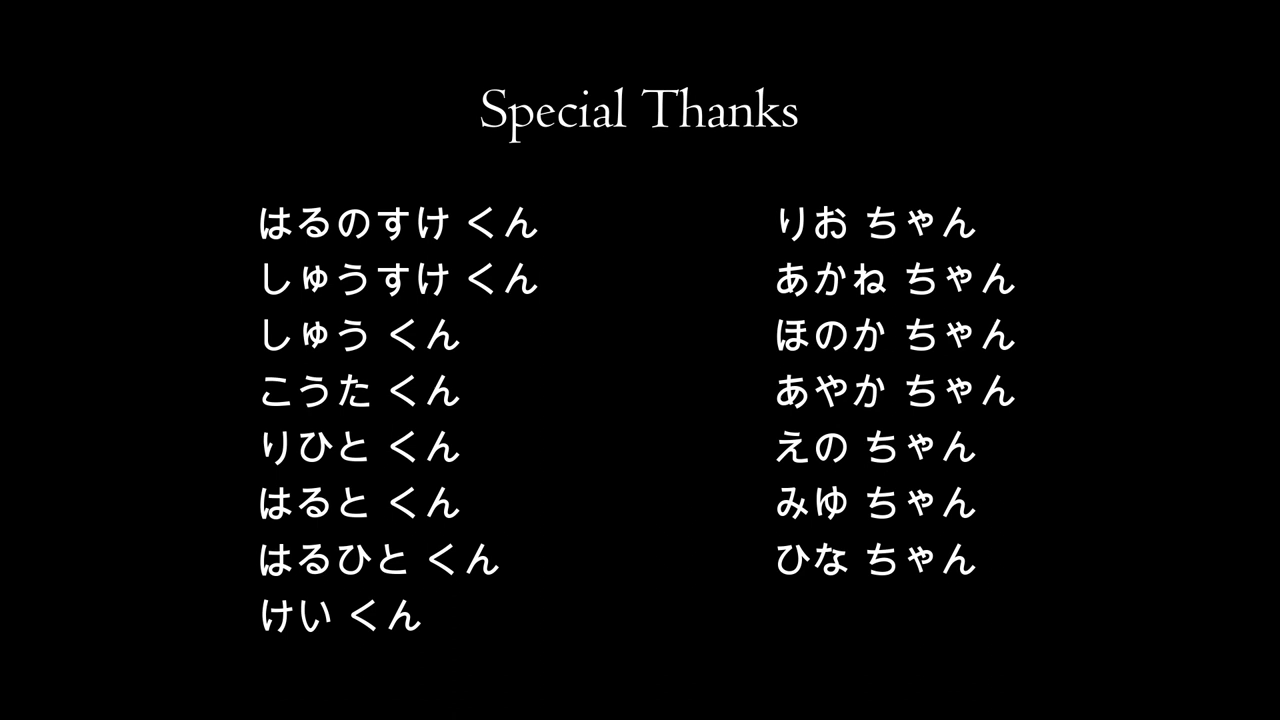 Special Thanks
はるのすけ くん
しゅうすけ くん
しゅう くん
こうた くん
りひと くん
はると くん
はるひと くん
けい くん
りお ちゃん
あかね ちゃん
ほのか ちゃん
あやか ちゃん
えの ちゃん
みゆ ちゃん
ひな ちゃん